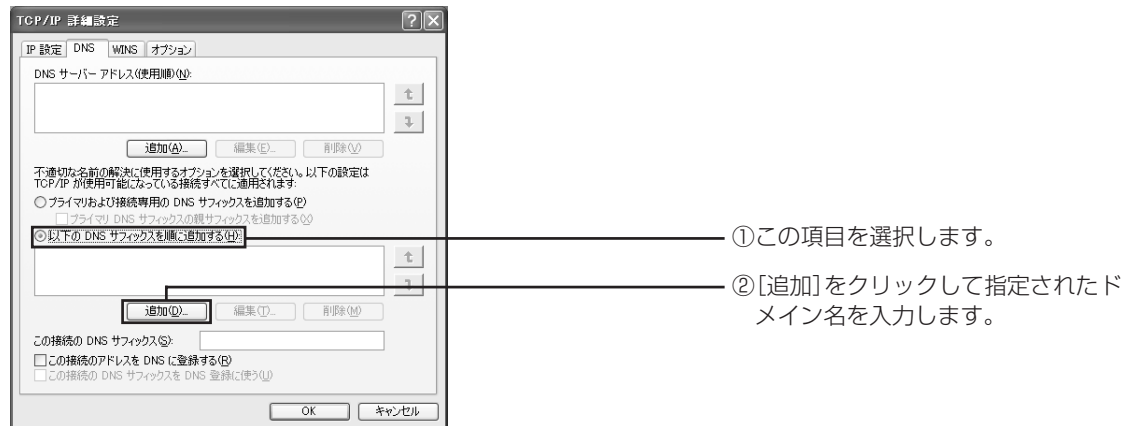 TCP/IP 詳細設定
IP 設定 DNS WINS オプション
DNS サーバー アドレス(使用順)(N):
追加(A)... 編集(E)... 削除(V)
不適切な名前の解決に使用するオプションを選択してください。以下の設定は
TCP/IP が使用可能になっている接続すべてに適用されます:
プライマリおよび接続専用の DNS サフィックスを追加する(P)
プライマリ DNS サフィックスの親サフィックスを追加する(X)
以下の DNS サフィックスを順に追加する(H):
①この項目を選択します。
②[追加]をクリックして指定されたド
メイン名を入力します。
追加(D)... 編集(T)... 削除(M)
この接続の DNS サフィックス(S):
この接続のアドレスを DNS に登録する(R)
この接続の DNS サフィックスを DNS 登録に使う(U)
OK キャンセル